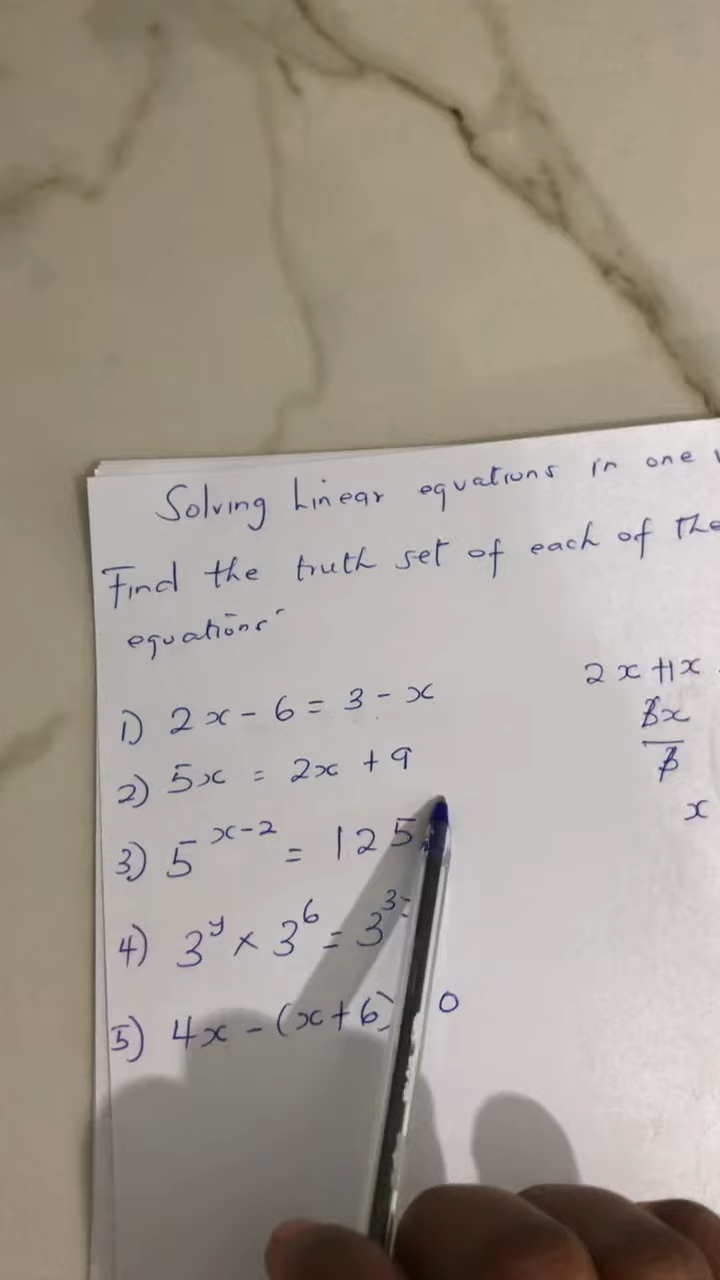 Solving Linear equations in one
Find the truth set of each of the
equations
1) 2x - 6 = 3 - x
2) 5x = 2x + 9
3) 5^{x-2} = 125
4) 3^y × 3^6 = 3^3
5) 4x - (x+6) 0
2x + 1x
3x
3
x